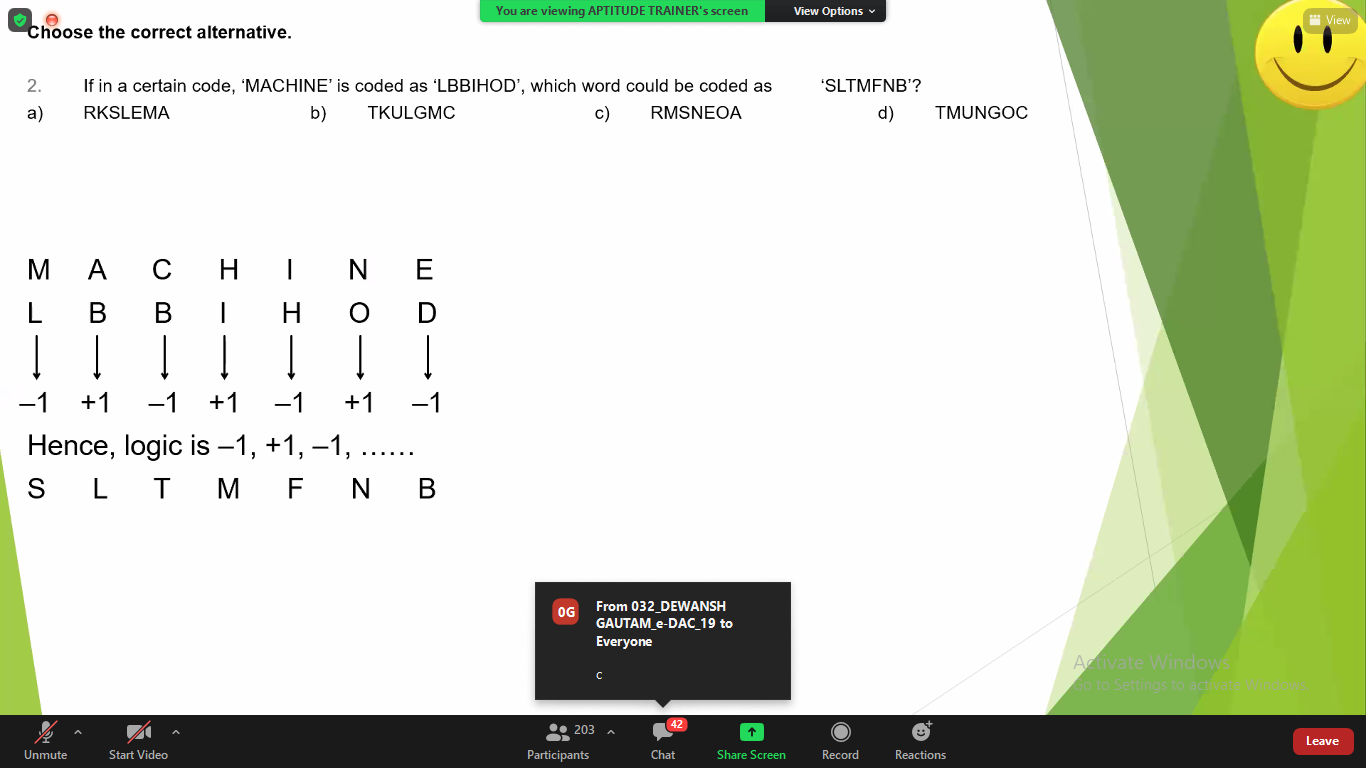 You are viewing APTITUDE TRAINER's screen View Options
View
Choose the correct alternative.
2. If in a certain code, ‘MACHINE’ is coded as ‘LBBIHOD’, which word could be coded as ‘SLTMFNB’?
a) RKSLEMA b) TKULGMC c) RMSNEOA d) TMUNGOC
M A C H I N E
L B B I H O D
–1 +1 –1 +1 –1 +1 –1
Hence, logic is –1, +1, –1, ……
S L T M F N B
0G
From 032_DEWANSH
GAUTAM_e-DAC_19 to
Everyone
c
Activate Windows
Go to Settings to activate Windows.
Unmute Start Video Participants 203 Chat 42 Share Screen Record Reactions Leave